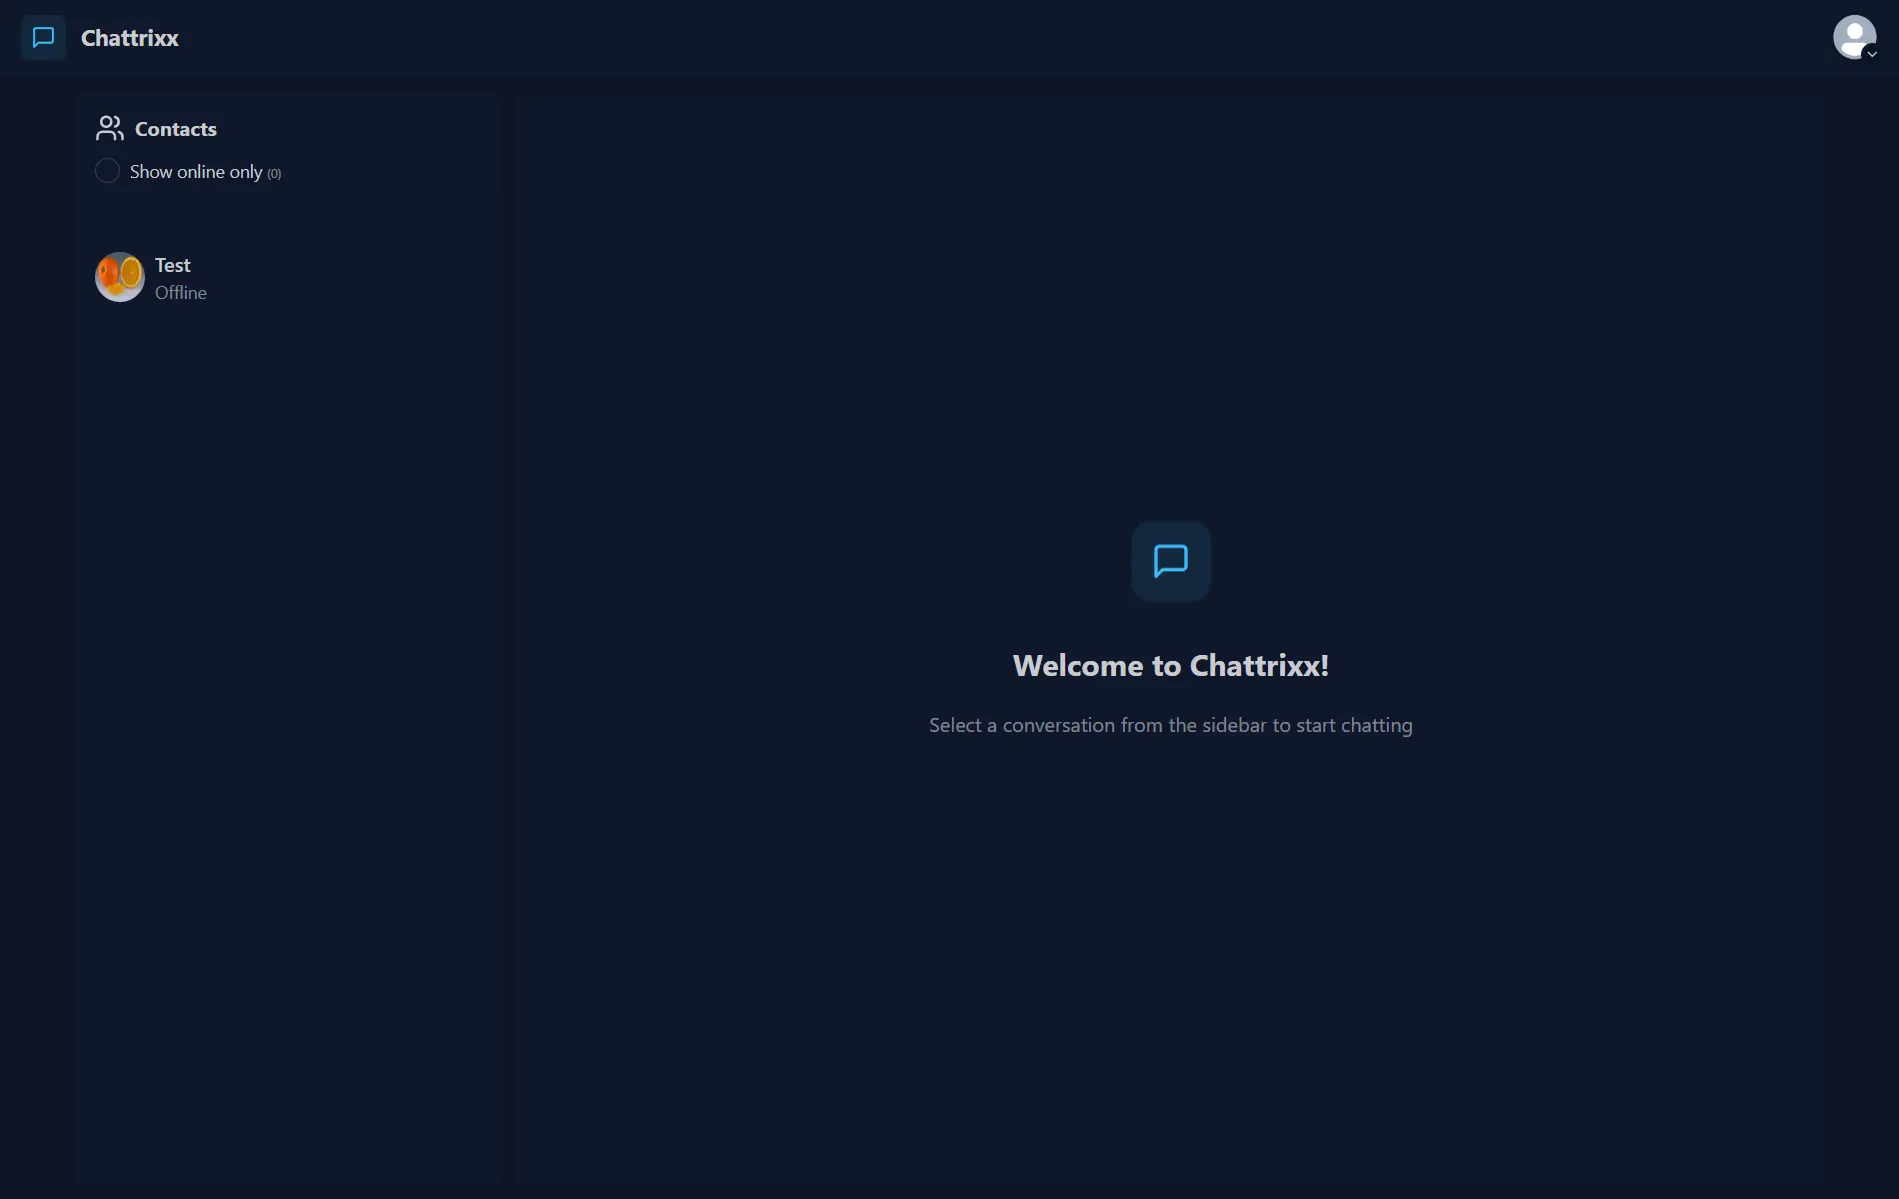 Chattrixx
Contacts
Show online only (0)
Test
Offline
Welcome to Chattrixx!
Select a conversation from the sidebar to start chatting